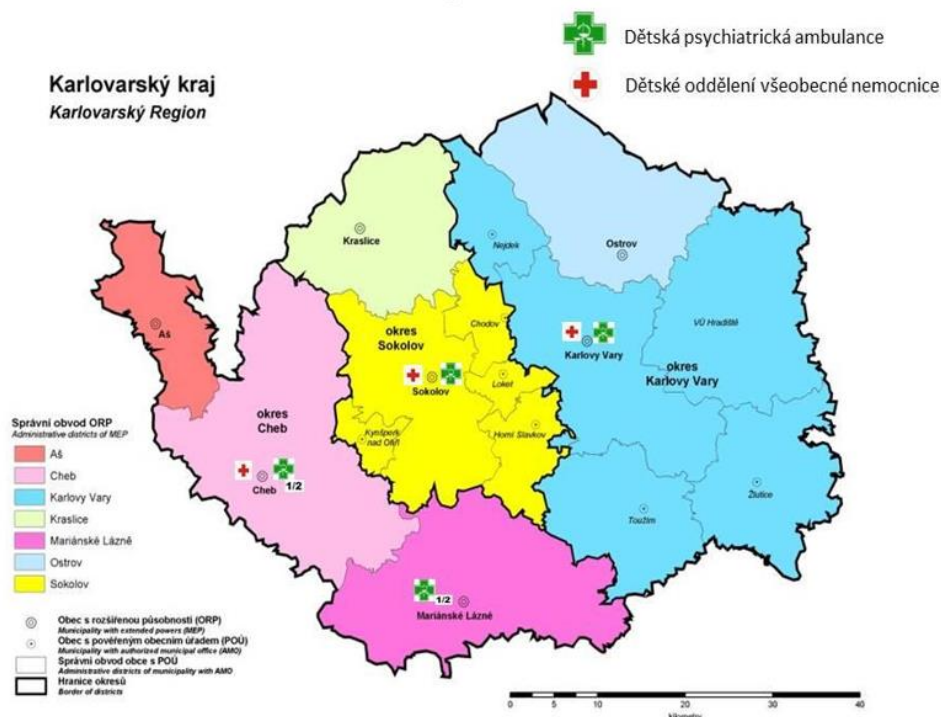 Dětská psychiatrická ambulance
Dětské oddělení všeobecné nemocnice
Karlovarský kraj
Karlovarský Region
Kraslice
Nejdek
Ostrov
Aš
okres
Sokolov
Chodov
VÚ Hradiště
Karlovy Vary
okres
Karlovy Vary
Sokolov
Loket
okres
Cheb
Kynšperk
nad Ohří
Horní Slavkov
1/2
Cheb
Žlutice
Toužim
1/2
Mariánské Lázně
Správní obvod ORP
Administrative districts of MEP
Aš
Cheb
Karlovy Vary
Kraslice
Mariánské Lázně
Ostrov
Sokolov
Obec s rozšířenou působností (ORP)
Municipality with extended powers (MEP)
Obec s pověřeným obecním úřadem (POÚ)
Municipality with authorized municipal office (AMO)
Správní obvod obce s POÚ
Administrative districts of municipality with AMO
Hranice okresů
Border of districts
0 5 10 20 30 40